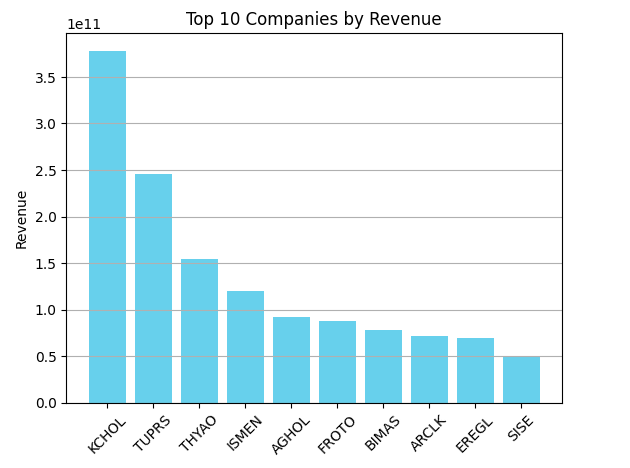 Top 10 Companies by Revenue
1e11
3.5
3.0
2.5
2.0
1.5
1.0
0.5
0.0
Revenue
KCHOL
TUPRS
THYAO
ISMEN
AGHOL
FROTO
BIMAS
ARCLK
EREGL
SISE